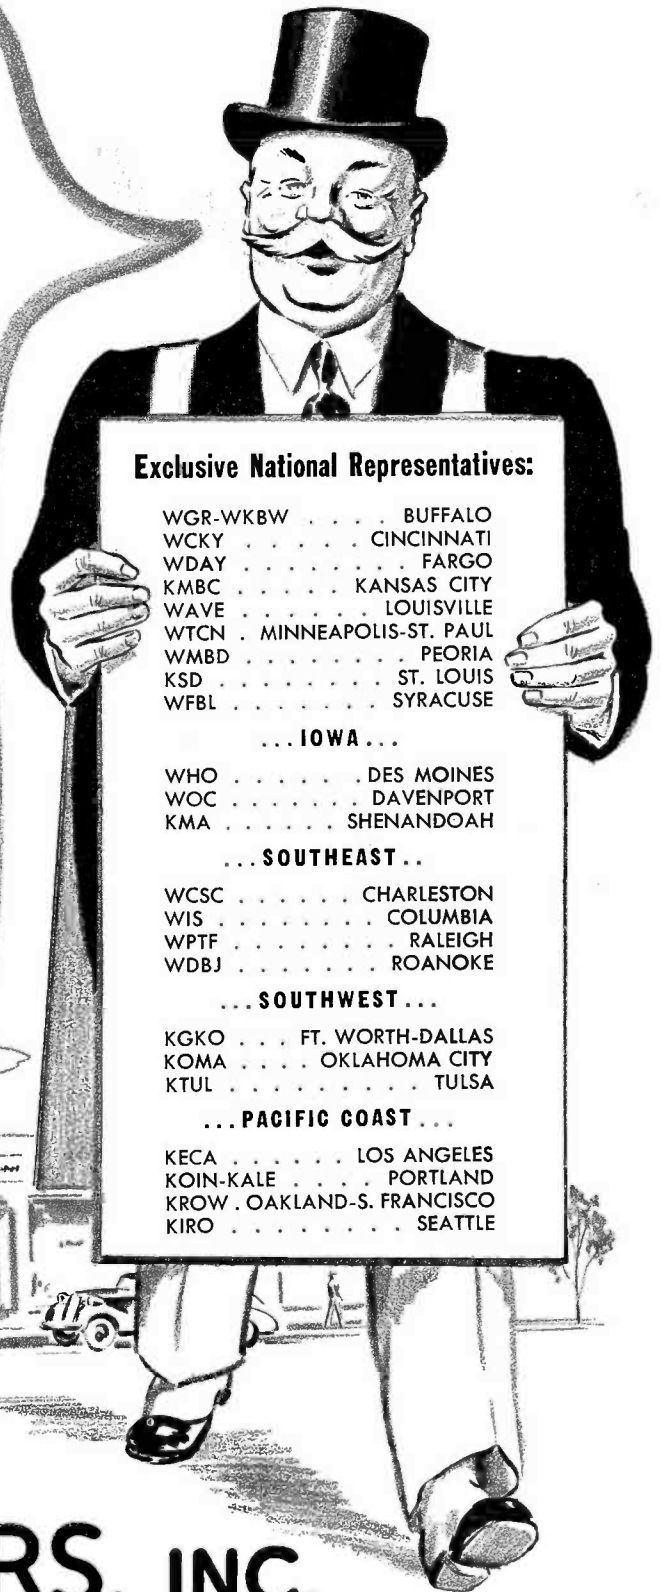 Exclusive National Representatives:
WGR-WKBW . . . . BUFFALO
WCKY . . . . . CINCINNATI
WDAY . . . . . . . . FARGO
KMBC . . . . . KANSAS CITY
WAVE . . . . . . LOUISVILLE
WTCN . MINNEAPOLIS-ST. PAUL
WMBD . . . . . . . . PEORIA
KSD . . . . . . . . ST. LOUIS
WFBL . . . . . . . SYRACUSE
...IOWA...
WHO . . . . . . DES MOINES
WOC . . . . . . . DAVENPORT
KMA . . . . . . SHENANDOAH
...SOUTHEAST..
WCSC . . . . . . CHARLESTON
WIS . . . . . . . . COLUMBIA
WPTF . . . . . . . . RALEIGH
WDBJ . . . . . . . ROANOKE
...SOUTHWEST...
KGKO . . . FT. WORTH-DALLAS
KOMA . . . . OKLAHOMA CITY
KTUL . . . . . . . . . TULSA
...PACIFIC COAST...
KECA . . . . . . LOS ANGELES
KOIN-KALE . . . . PORTLAND
KROW . OAKLAND-S. FRANCISCO
KIRO . . . . . . . . SEATTLE
RS, INC.